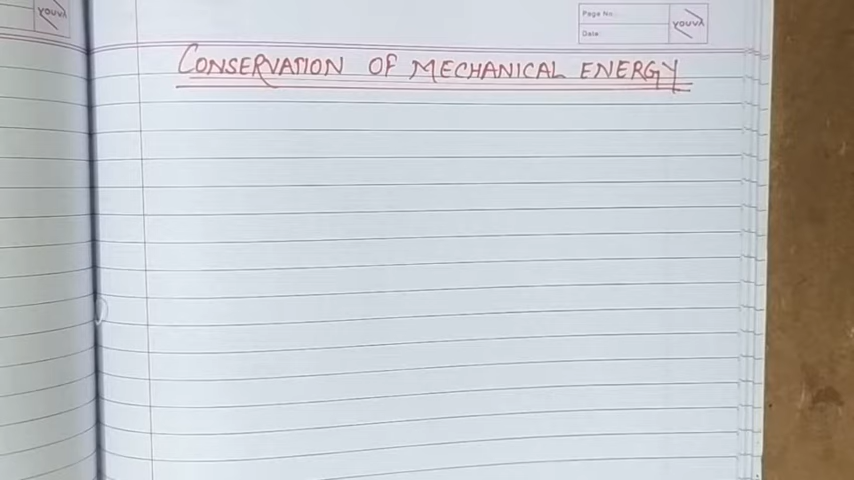 YOUVA
Page No.:
Date:
YOUVA
CONSERVATION OF MECHANICAL ENERGY